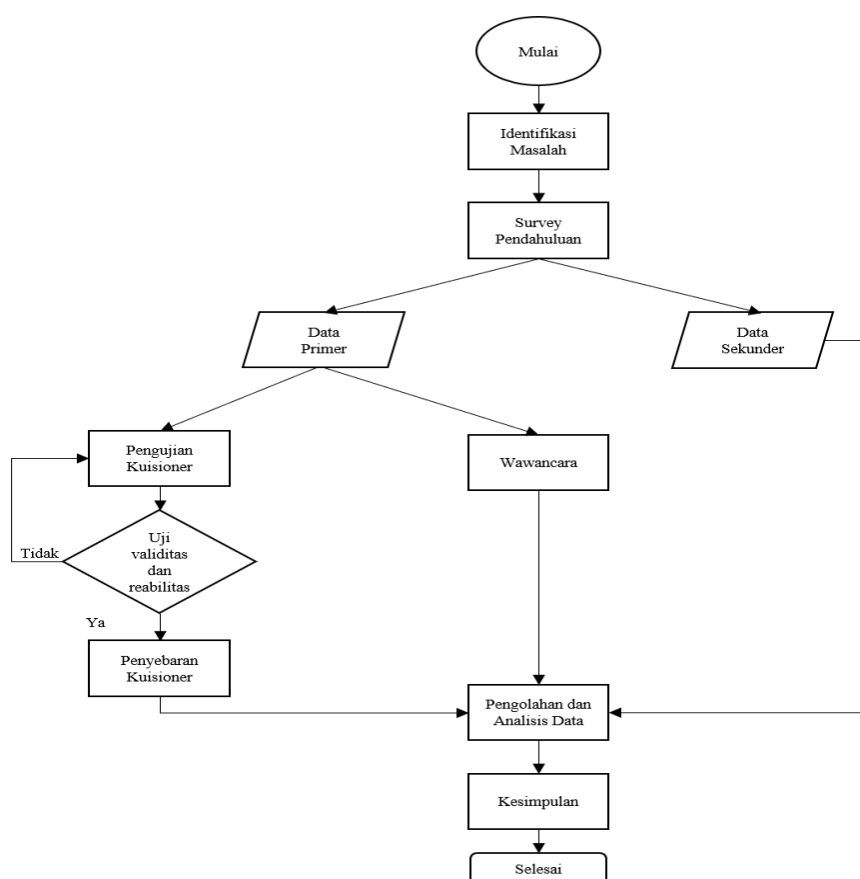 Mulai
Identifikasi
Masalah
Survey
Pendahuluan
Data
Primer
Data
Sekunder
Pengujian
Kuisioner
Wawancara
Uji
validitas
dan
reabilitas
Tidak
Ya
Penyebaran
Kuisioner
Pengolahan dan
Analisis Data
Kesimpulan
Selesai